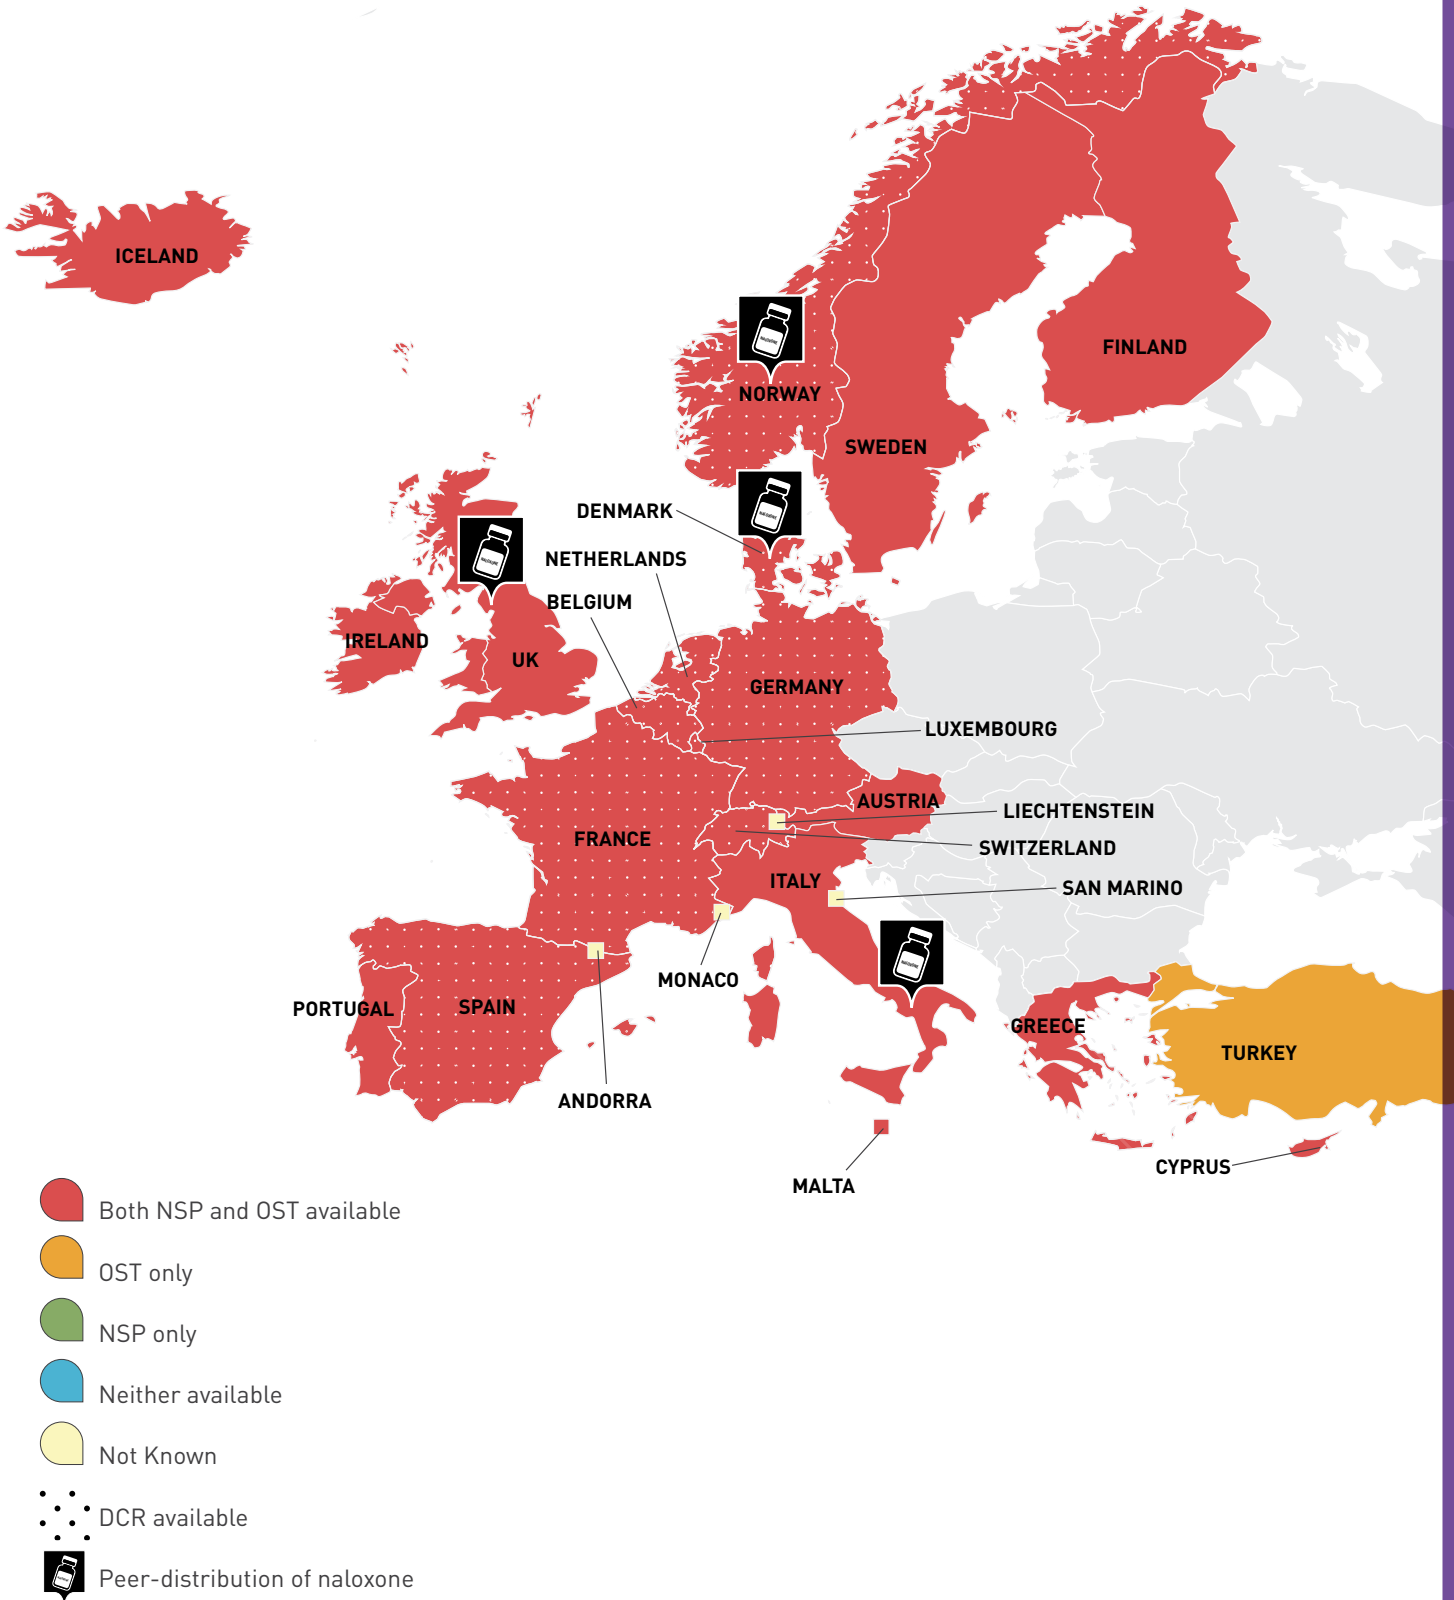 ICELAND
FINLAND
NORWAY
SWEDEN
DENMARK
NETHERLANDS
BELGIUM
IRELAND
UK
GERMANY
LUXEMBOURG
AUSTRIA
LIECHTENSTEIN
FRANCE
SWITZERLAND
ITALY
SAN MARINO
MONACO
PORTUGAL
SPAIN
GREECE
TURKEY
ANDORRA
CYPRUS
MALTA
Both NSP and OST available
OST only
NSP only
Neither available
Not Known
DCR available
Peer-distribution of naloxone